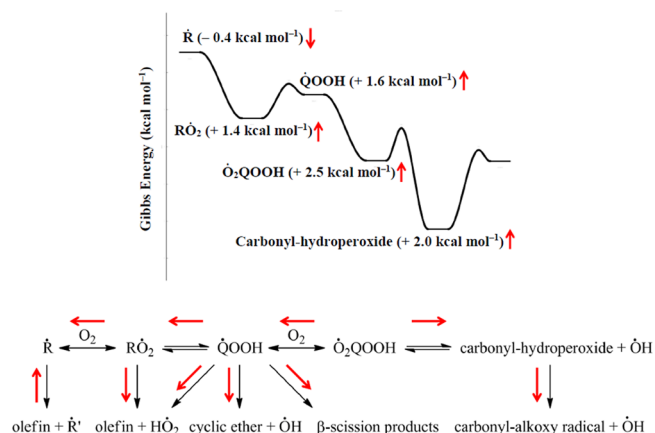 Ṙ (− 0.4 kcal mol⁻¹)
Q̇OOH (+ 1.6 kcal mol⁻¹)
RȮ₂ (+ 1.4 kcal mol⁻¹)
Ȯ₂QOOH (+ 2.5 kcal mol⁻¹)
Carbonyl-hydroperoxide (+ 2.0 kcal mol⁻¹)
Gibbs Energy (kcal mol⁻¹)
O₂ O₂
Ṙ RȮ₂ Q̇OOH Ȯ₂QOOH carbonyl-hydroperoxide + ȮH
olefin + Ṙ' olefin + HȮ₂ cyclic ether + ȮH β-scission products carbonyl-alkoxy radical + ȮH